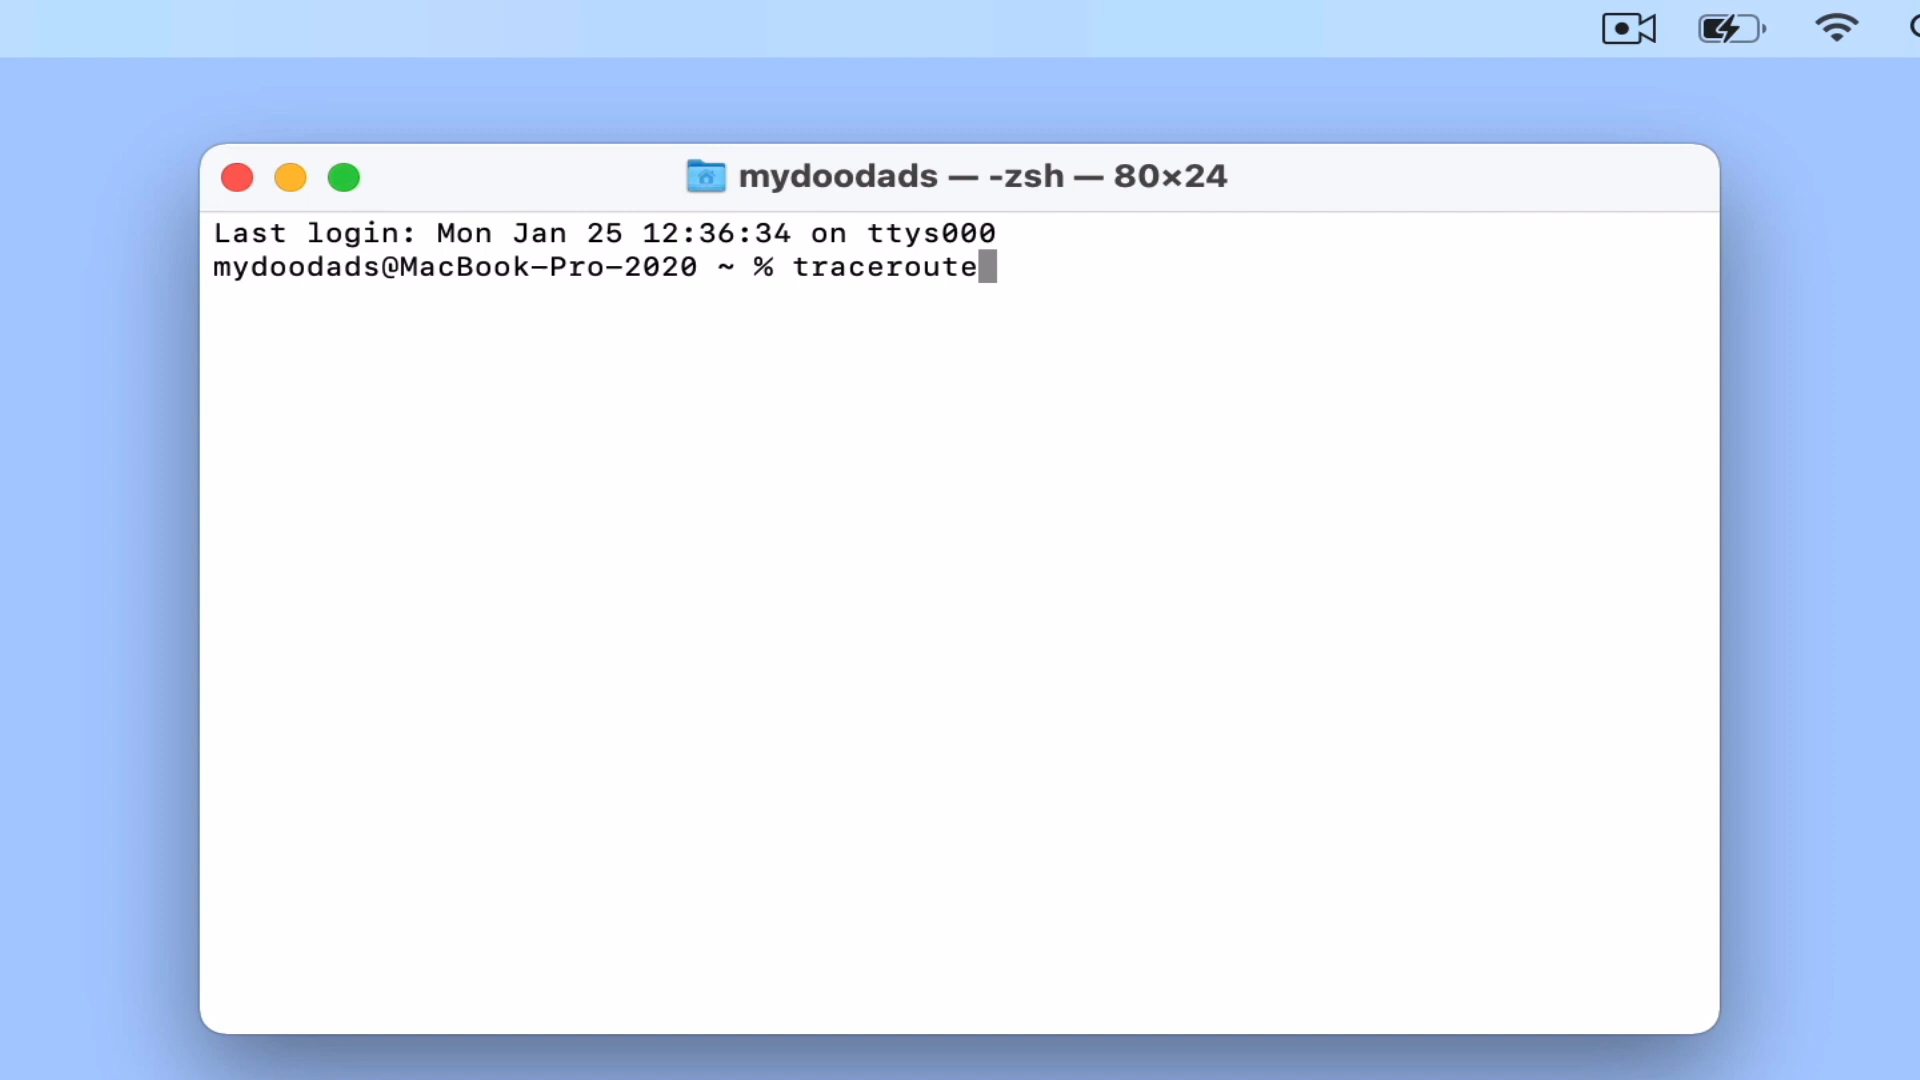 mydoodads — -zsh — 80×24
Last login: Mon Jan 25 12:36:34 on ttys000
mydoodads@MacBook-Pro-2020 ~ % traceroute